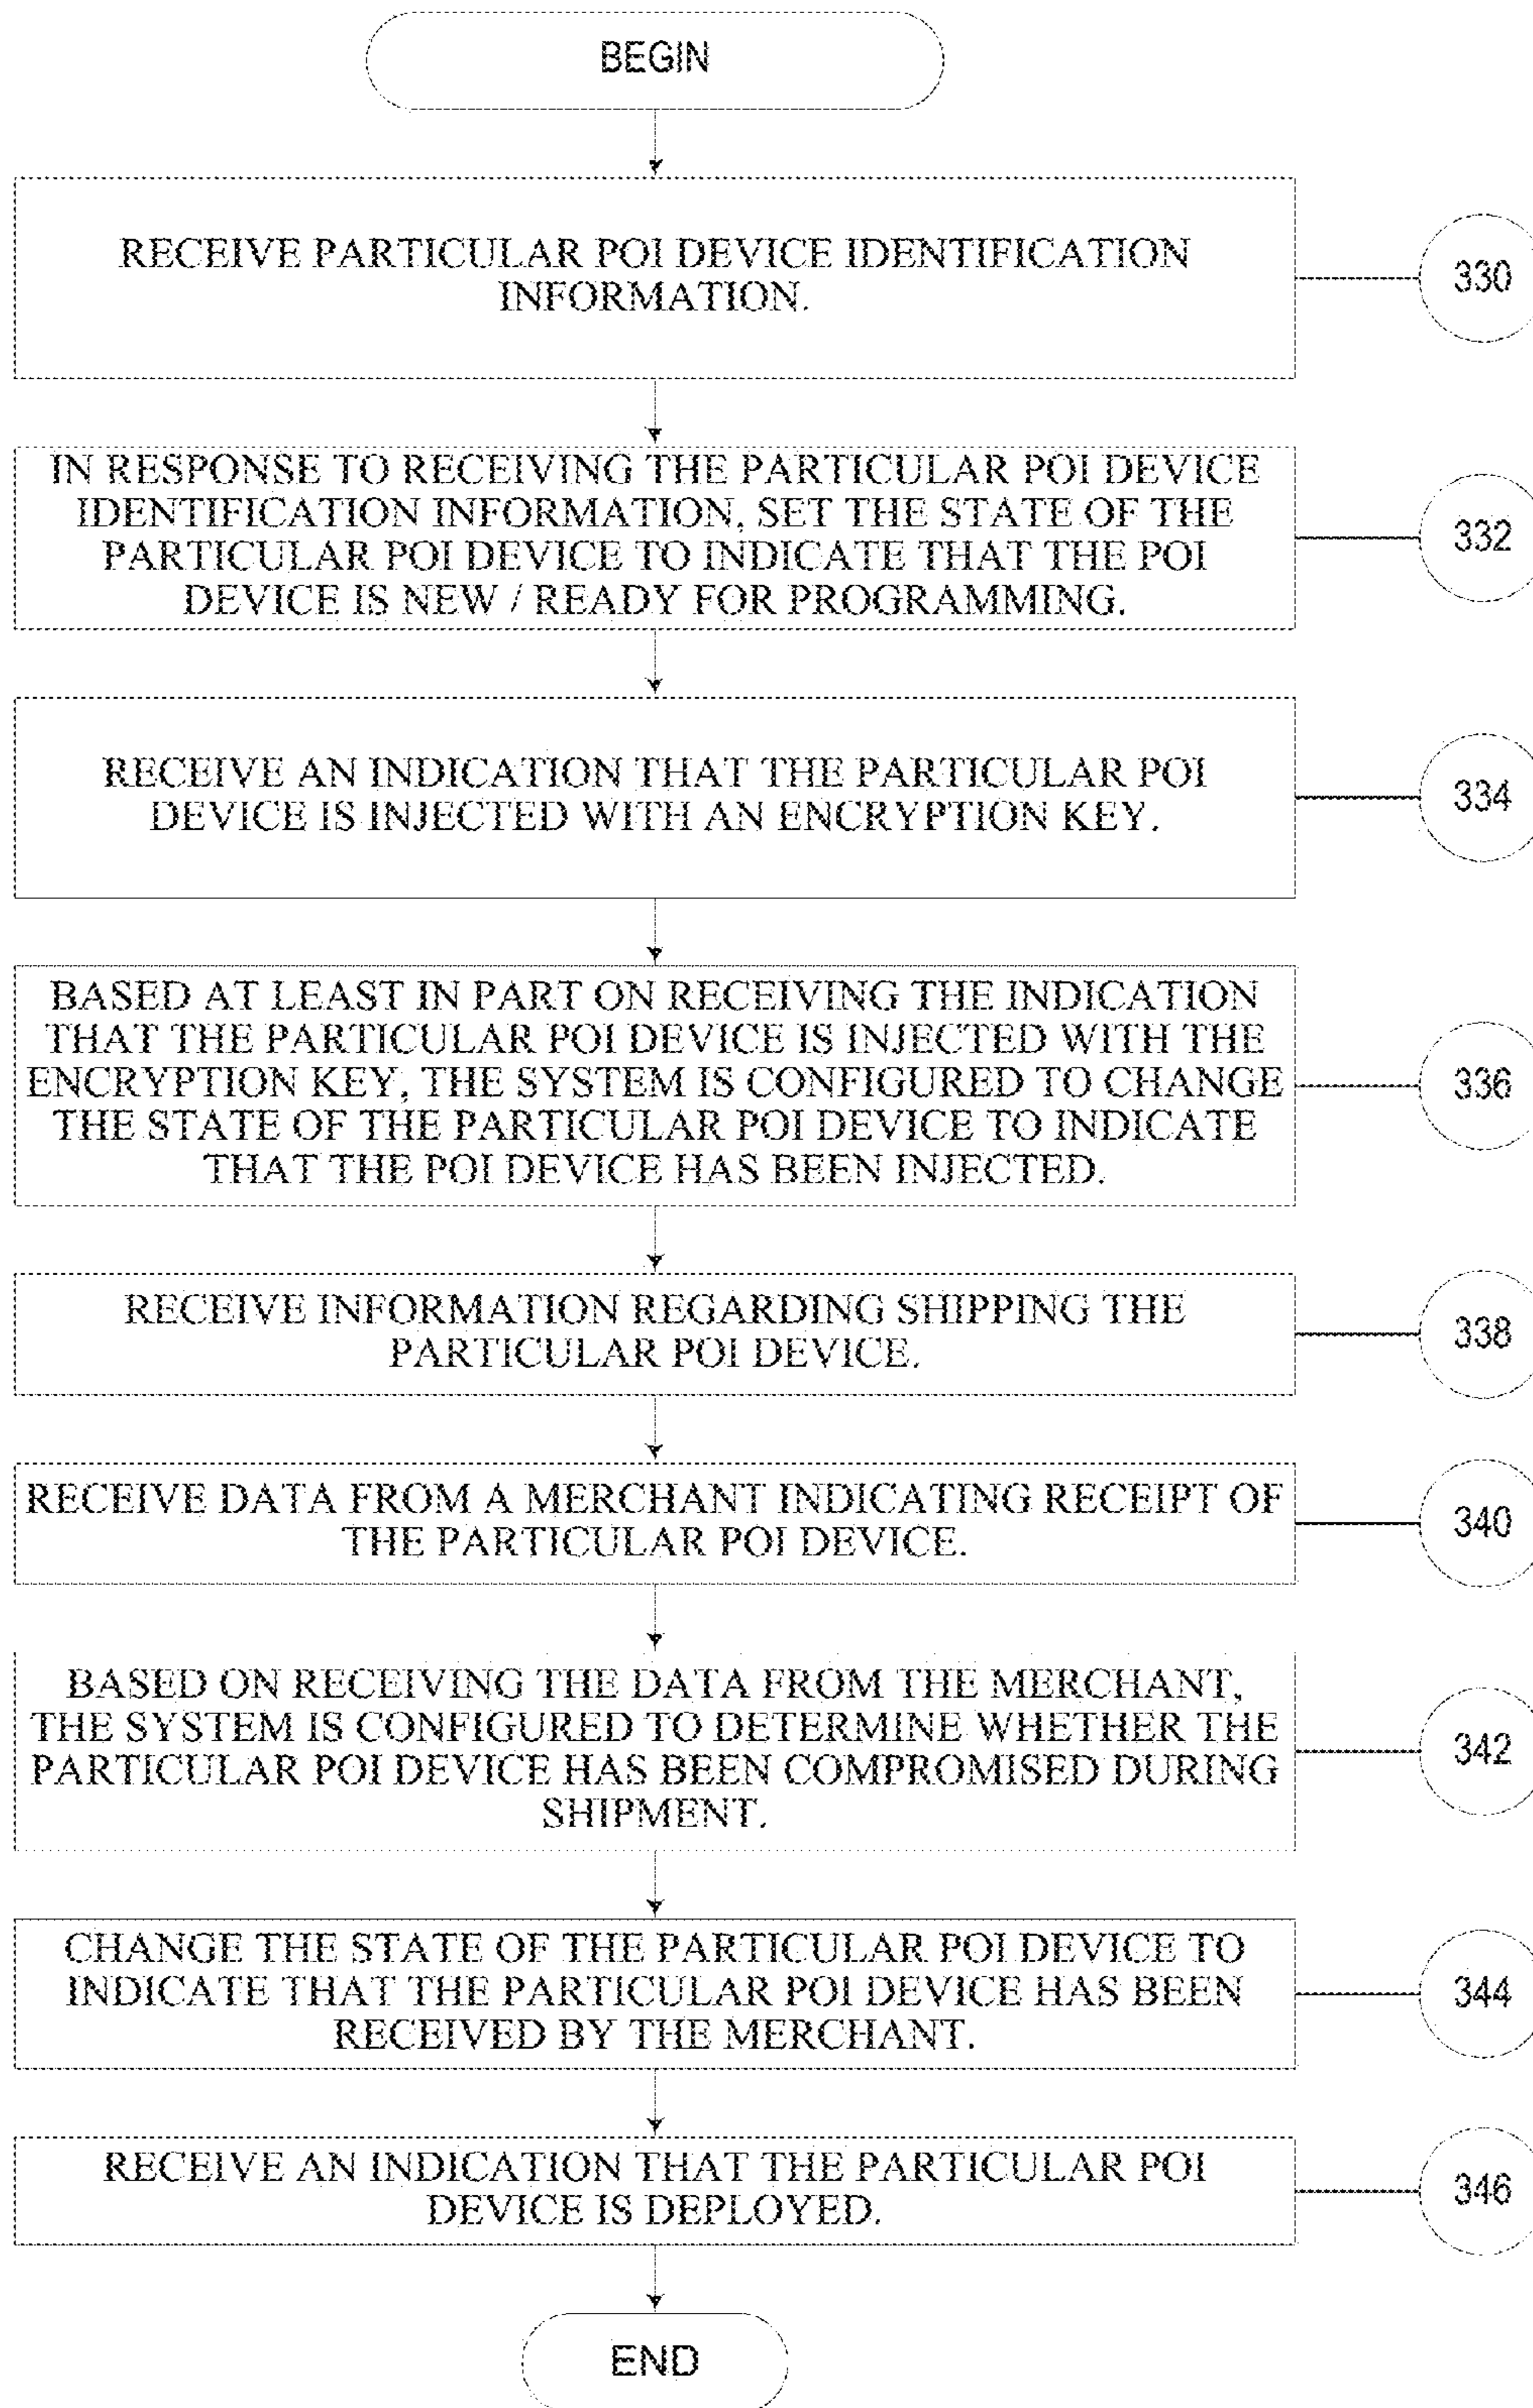 BEGIN
RECEIVE PARTICULAR POI DEVICE IDENTIFICATION
INFORMATION.
330
IN RESPONSE TO RECEIVING THE PARTICULAR POI DEVICE
IDENTIFICATION INFORMATION, SET THE STATE OF THE
PARTICULAR POI DEVICE TO INDICATE THAT THE POI
DEVICE IS NEW / READY FOR PROGRAMMING.
332
RECEIVE AN INDICATION THAT THE PARTICULAR POI
DEVICE IS INJECTED WITH AN ENCRYPTION KEY.
334
BASED AT LEAST IN PART ON RECEIVING THE INDICATION
THAT THE PARTICULAR POI DEVICE IS INJECTED WITH THE
ENCRYPTION KEY, THE SYSTEM IS CONFIGURED TO CHANGE
THE STATE OF THE PARTICULAR POI DEVICE TO INDICATE
THAT THE POI DEVICE HAS BEEN INJECTED.
336
RECEIVE INFORMATION REGARDING SHIPPING THE
PARTICULAR POI DEVICE.
338
RECEIVE DATA FROM A MERCHANT INDICATING RECEIPT OF
THE PARTICULAR POI DEVICE.
340
BASED ON RECEIVING THE DATA FROM THE MERCHANT,
THE SYSTEM IS CONFIGURED TO DETERMINE WHETHER THE
PARTICULAR POI DEVICE HAS BEEN COMPROMISED DURING
SHIPMENT.
342
CHANGE THE STATE OF THE PARTICULAR POI DEVICE TO
INDICATE THAT THE PARTICULAR POI DEVICE HAS BEEN
RECEIVED BY THE MERCHANT.
344
RECEIVE AN INDICATION THAT THE PARTICULAR POI
DEVICE IS DEPLOYED.
346
END